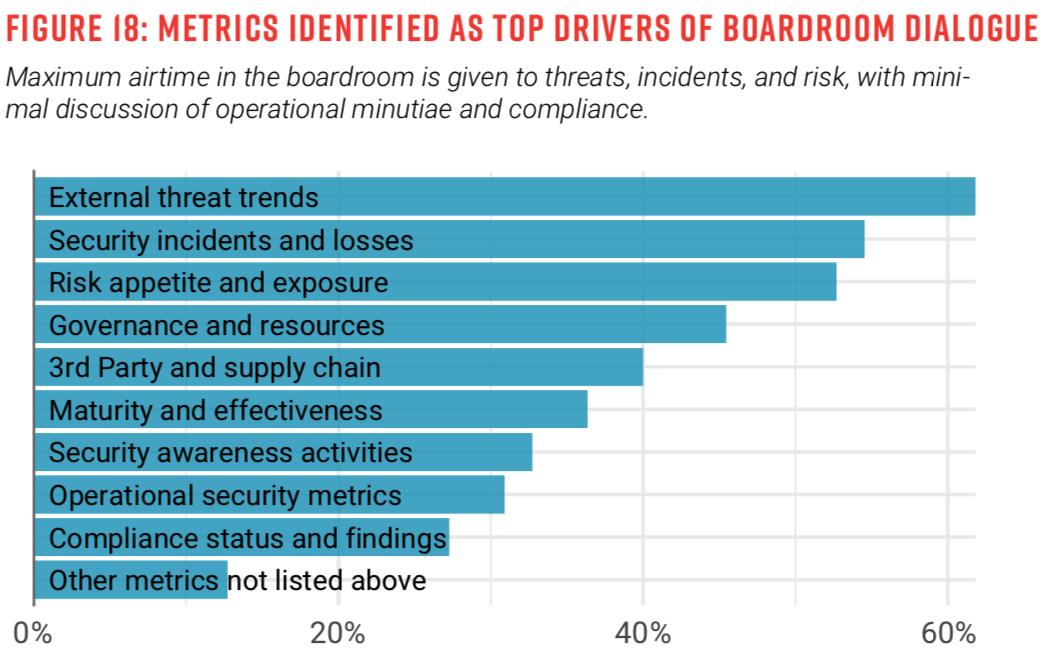 FIGURE 18: METRICS IDENTIFIED AS TOP DRIVERS OF BOARDROOM DIALOGUE
Maximum airtime in the boardroom is given to threats, incidents, and risk, with mini-
mal discussion of operational minutiae and compliance.
External threat trends
Security incidents and losses
Risk appetite and exposure
Governance and resources
3rd Party and supply chain
Maturity and effectiveness
Security awareness activities
Operational security metrics
Compliance status and findings
Other metrics not listed above
0% 20% 40% 60%